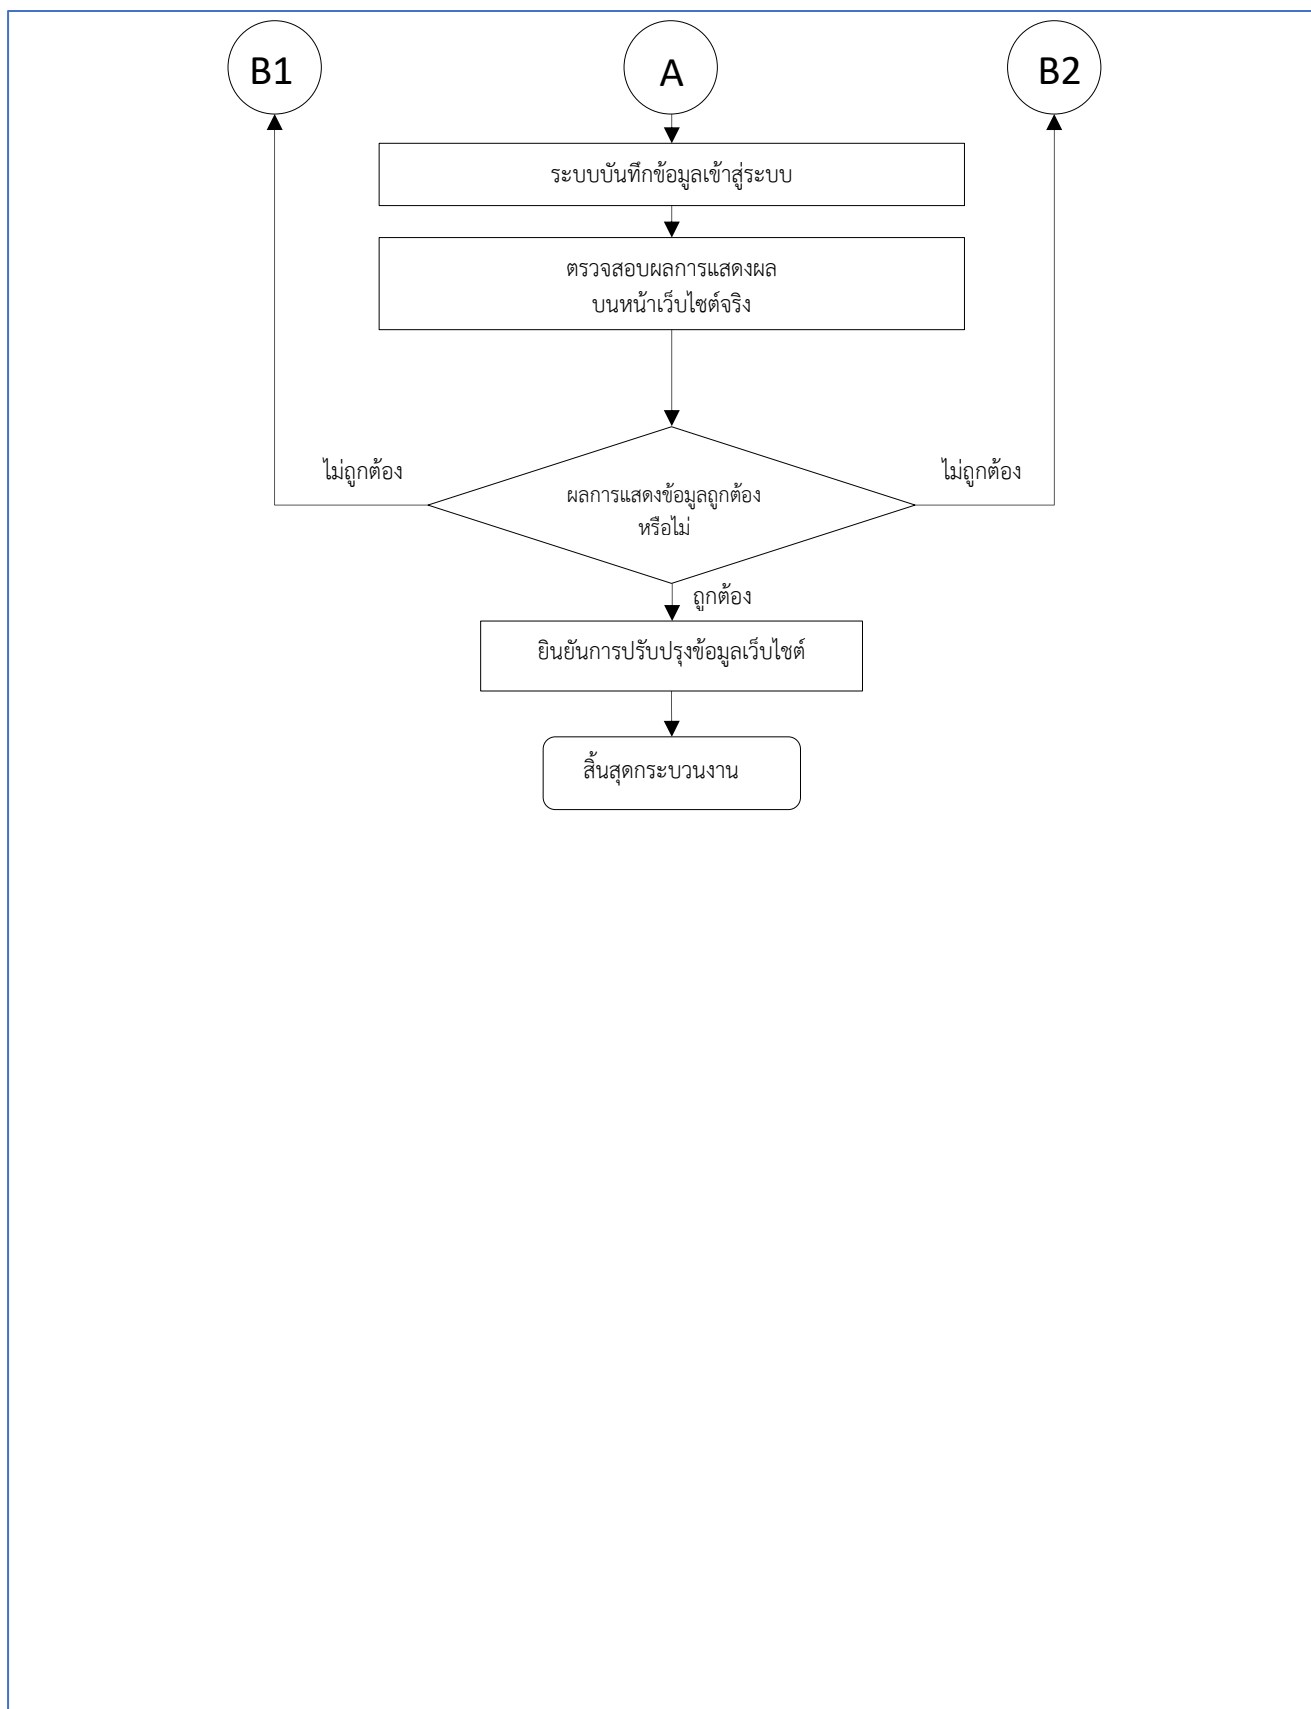 B1
A
B2
ระบบบันทึกข้อมูลเข้าสู่ระบบ
ตรวจสอบผลการแสดงผล
บนหน้าเว็บไซต์จริง
ไม่ถูกต้อง
ไม่ถูกต้อง
ผลการแสดงข้อมูลถูกต้อง
หรือไม่
ถูกต้อง
ยินยันการปรับปรุงข้อมูลเว็บไซต์
สิ้นสุดกระบวนงาน